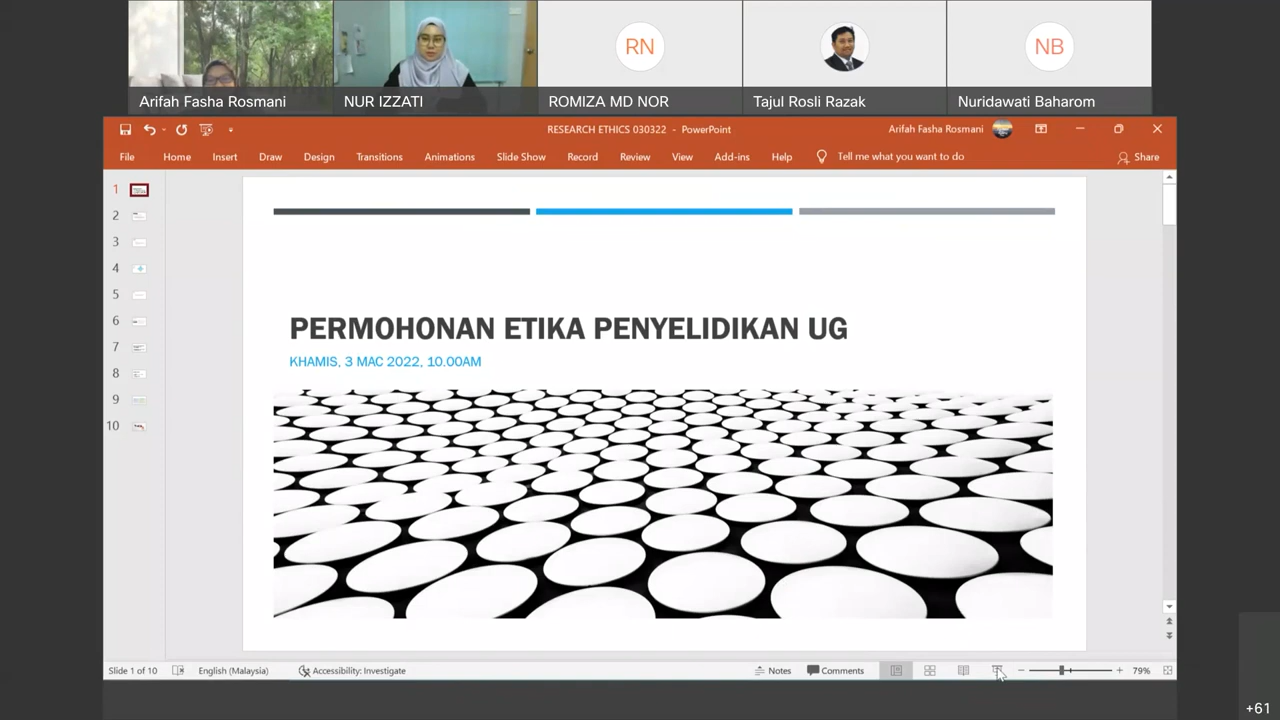 RN
NB
Arifah Fasha Rosmani
NUR IZZATI
ROMIZA MD NOR
Tajul Rosli Razak
Nuridawati Baharom
RESEARCH ETHICS 030322 - PowerPoint
Arifah Fasha Rosmani
File Home Insert Draw Design Transitions Animations Slide Show Record Review View Add-ins Help Tell me what you want to do Share
1
2
3
4
5
6
7
8
9
10
PERMOHONAN ETIKA PENYELIDIKAN UG
KHAMIS, 3 MAC 2022, 10.00AM
Slide 1 of 10 English (Malaysia) Accessibility: Investigate Notes Comments 79%
+61